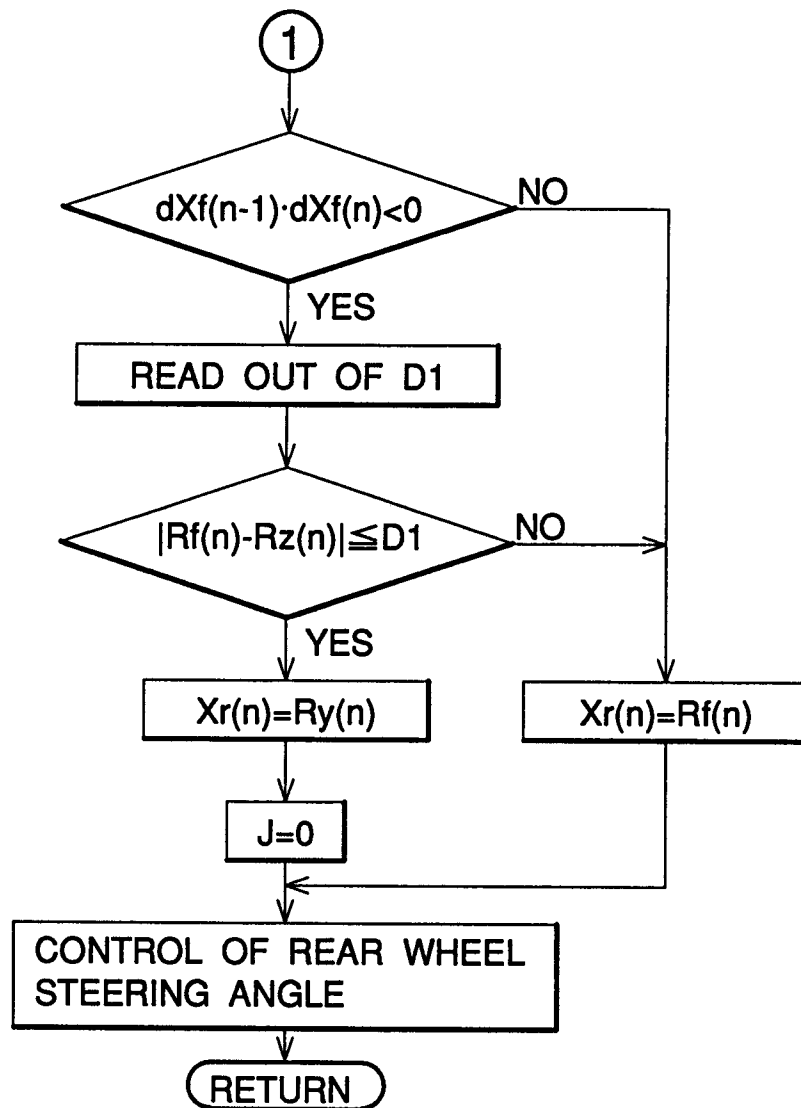 1
dXf(n-1)·dXf(n)<0
NO
YES
READ OUT OF D1
|Rf(n)-Rz(n)|≦D1
NO
YES
Xr(n)=Ry(n)
Xr(n)=Rf(n)
J=0
CONTROL OF REAR WHEEL
STEERING ANGLE
RETURN